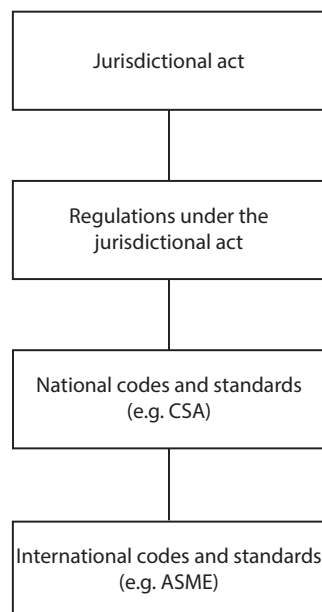 Jurisdictional act
Regulations under the
jurisdictional act
National codes and standards
(e.g. CSA)
International codes and standards
(e.g. ASME)